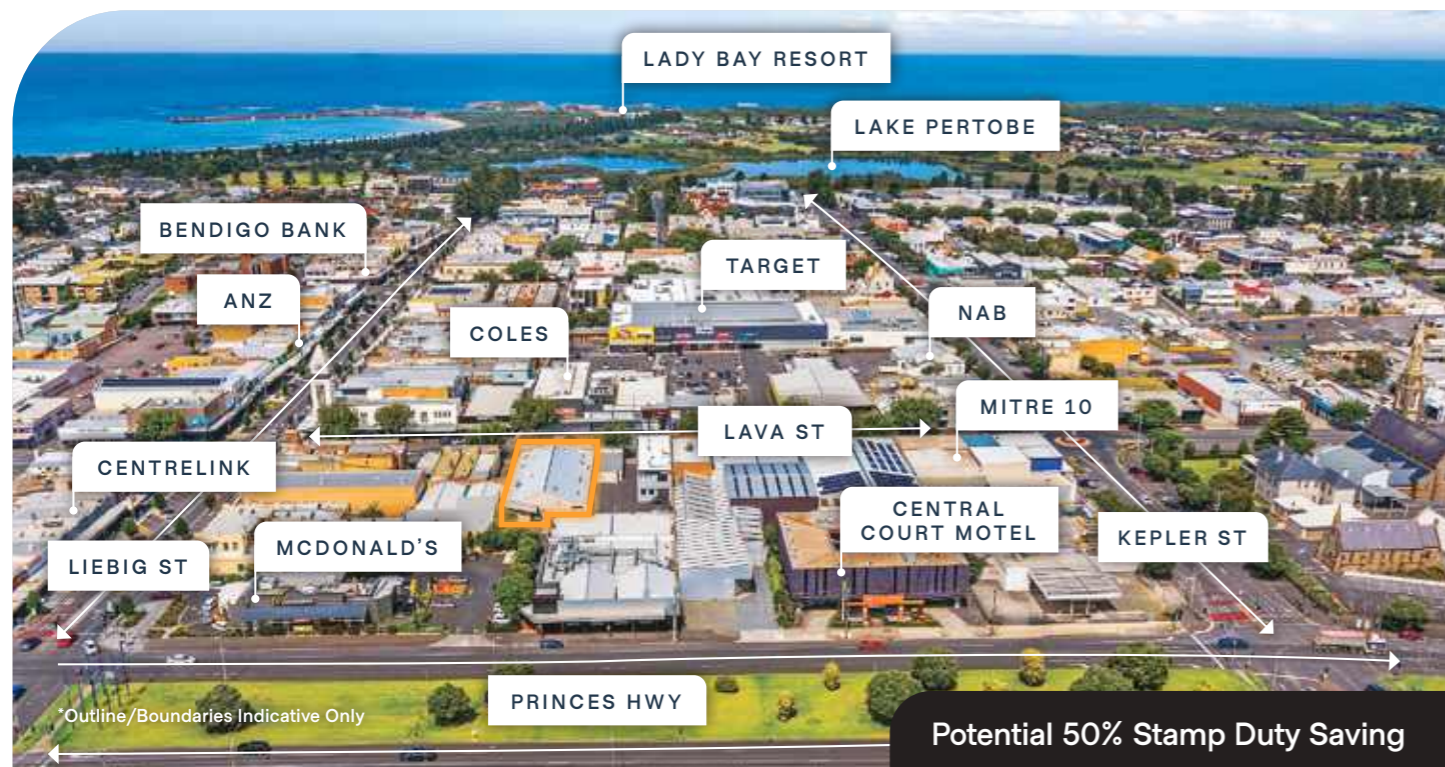 LADY BAY RESORT
LAKE PERTOBE
BENDIGO BANK
TARGET
ANZ
NAB
COLES
MITRE 10
LAVA ST
CENTRELINK
CENTRAL
COURT MOTEL
KEPLER ST
MCDONALD'S
LIEBIG ST
PRINCES HWY
*Outline/Boundaries Indicative Only
Potential 50% Stamp Duty Saving